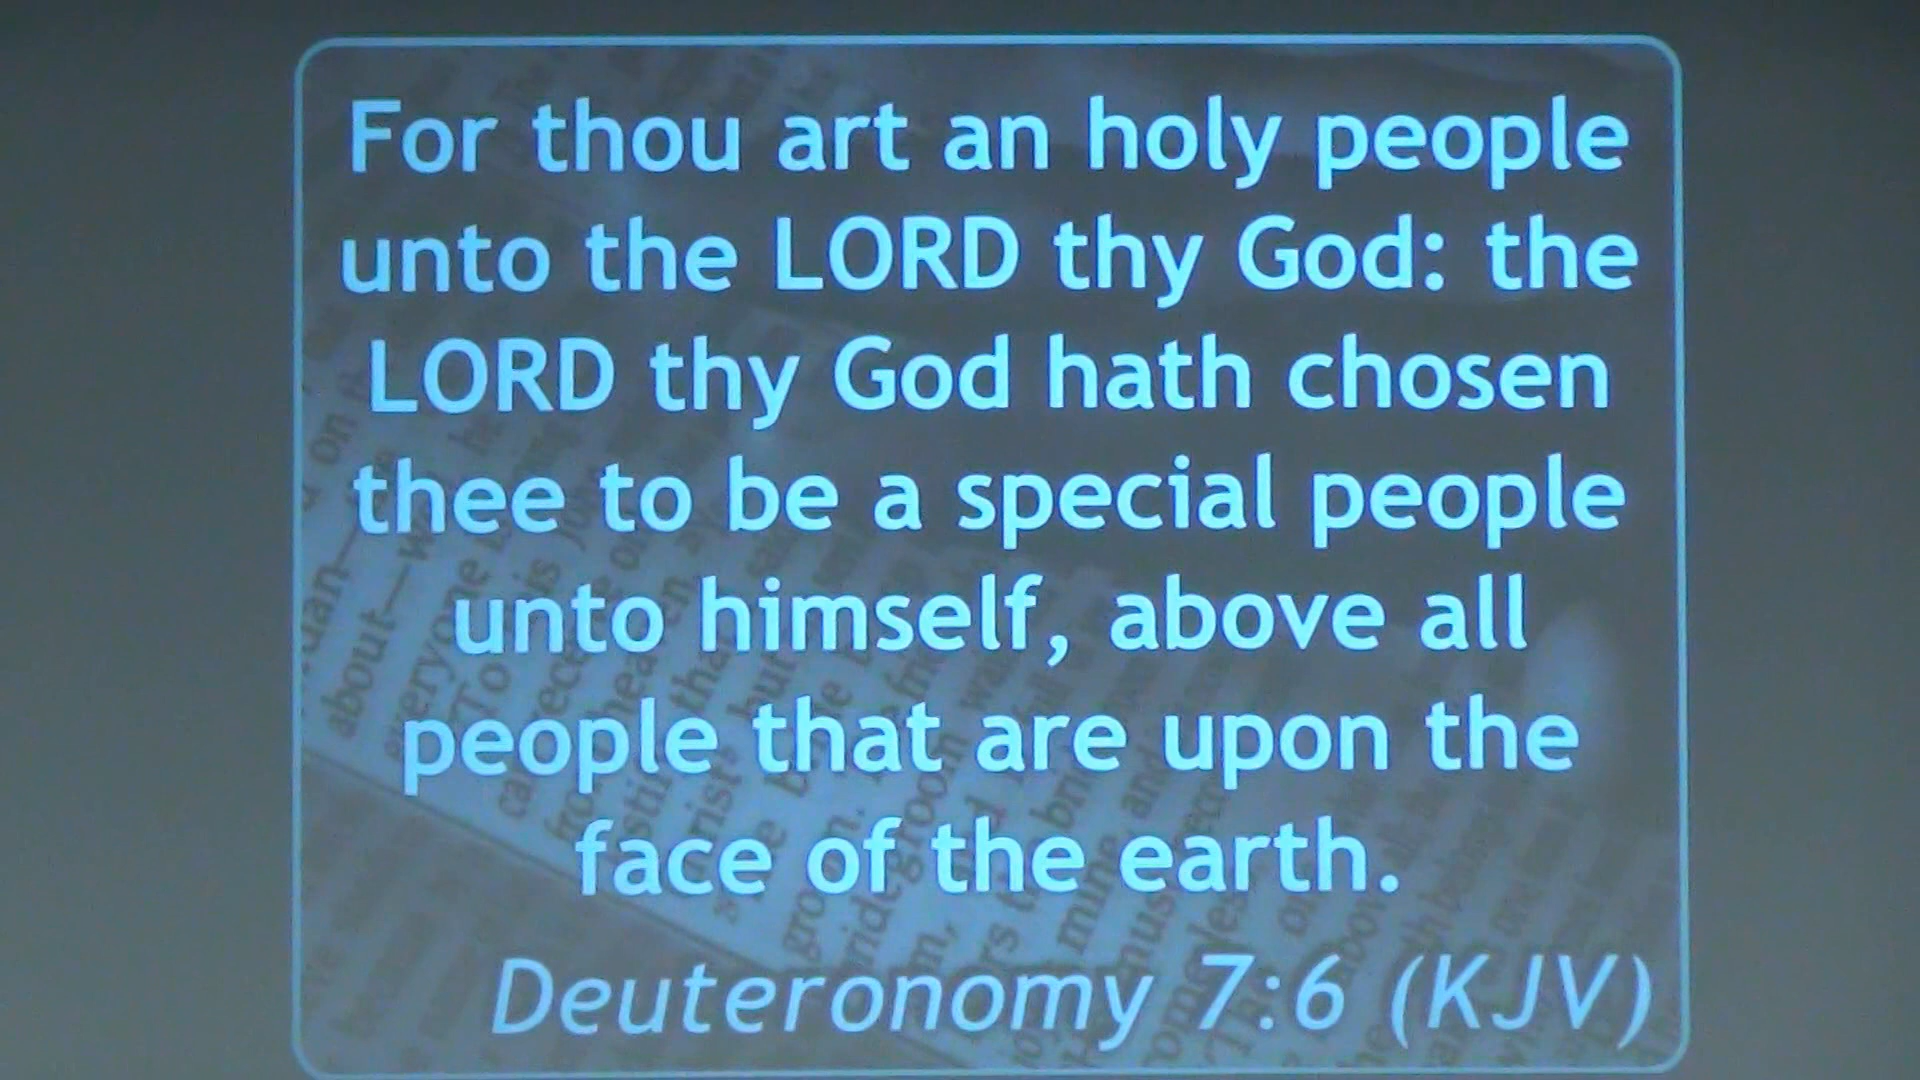 For thou art an holy people
unto the LORD thy God: the
LORD thy God hath chosen
thee to be a special people
unto himself, above all
people that are upon the
face of the earth.
Deuteronomy 7:6 (KJV)